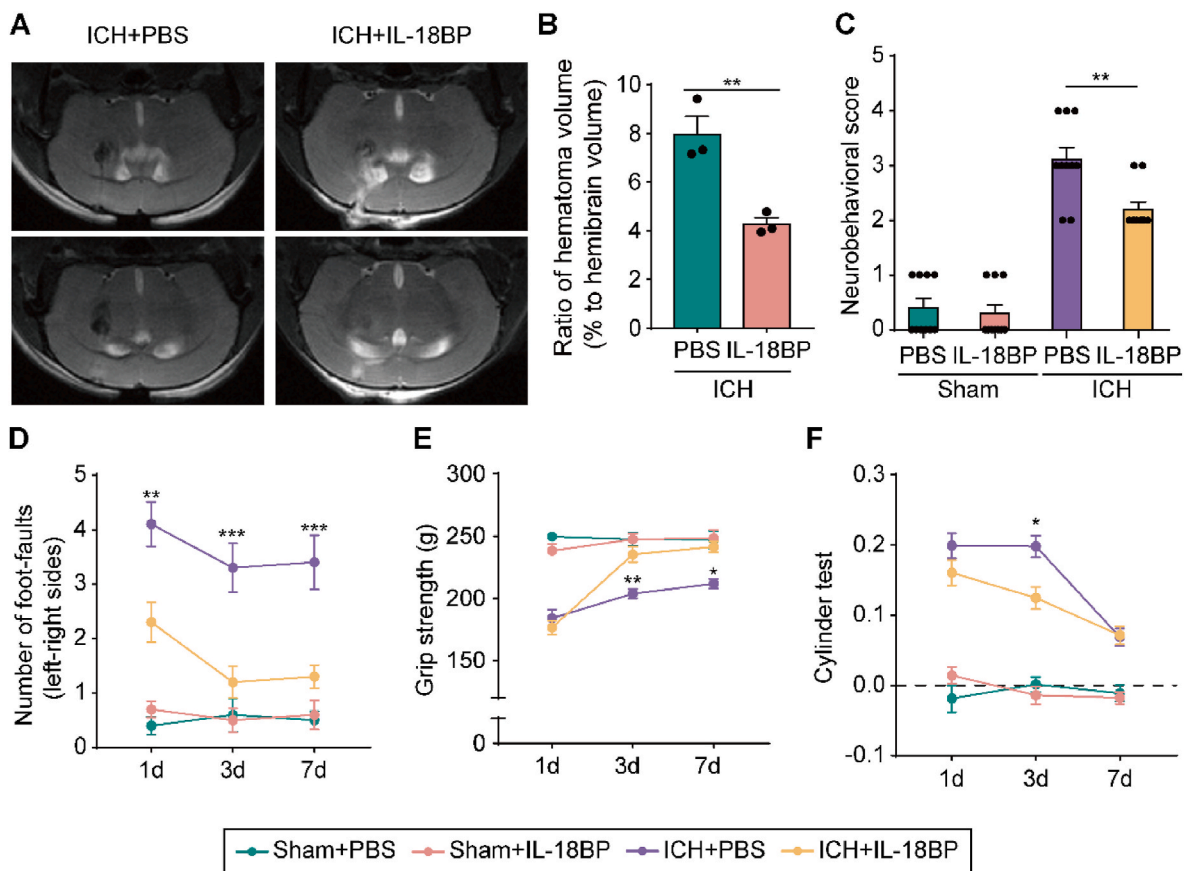 A
ICH+PBS
ICH+IL-18BP
B
Ratio of hematoma volume
(% to hemibrain volume)
10
8
6
4
2
0
**
PBS IL-18BP
ICH
C
Neurobehavioral score
5
4
3
2
1
0
**
PBS IL-18BP PBS IL-18BP
Sham ICH
D
Number of foot-faults
(left-right sides)
5
4
3
2
1
0
** *** ***
1d 3d 7d
E
Grip strength (g)
300
250
200
150
0
** *
1d 3d 7d
F
Cylinder test
0.3
0.2
0.1
0.0
-0.1
*
1d 3d 7d
Sham+PBS Sham+IL-18BP ICH+PBS ICH+IL-18BP